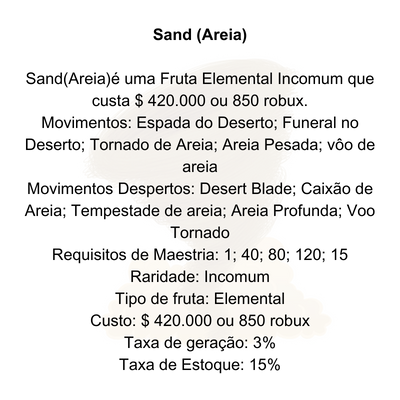 Sand (Areia)
Sand(Areia)é uma Fruta Elemental Incomum que
custa $ 420.000 ou 850 robux.
Movimentos: Espada do Deserto; Funeral no
Deserto; Tornado de Areia; Areia Pesada; vôo de
areia
Movimentos Despertos: Desert Blade; Caixão de
Areia; Tempestade de areia; Areia Profunda; Voo
Tornado
Requisitos de Maestria: 1; 40; 80; 120; 15
Raridade: Incomum
Tipo de fruta: Elemental
Custo: $ 420.000 ou 850 robux
Taxa de geração: 3%
Taxa de Estoque: 15%